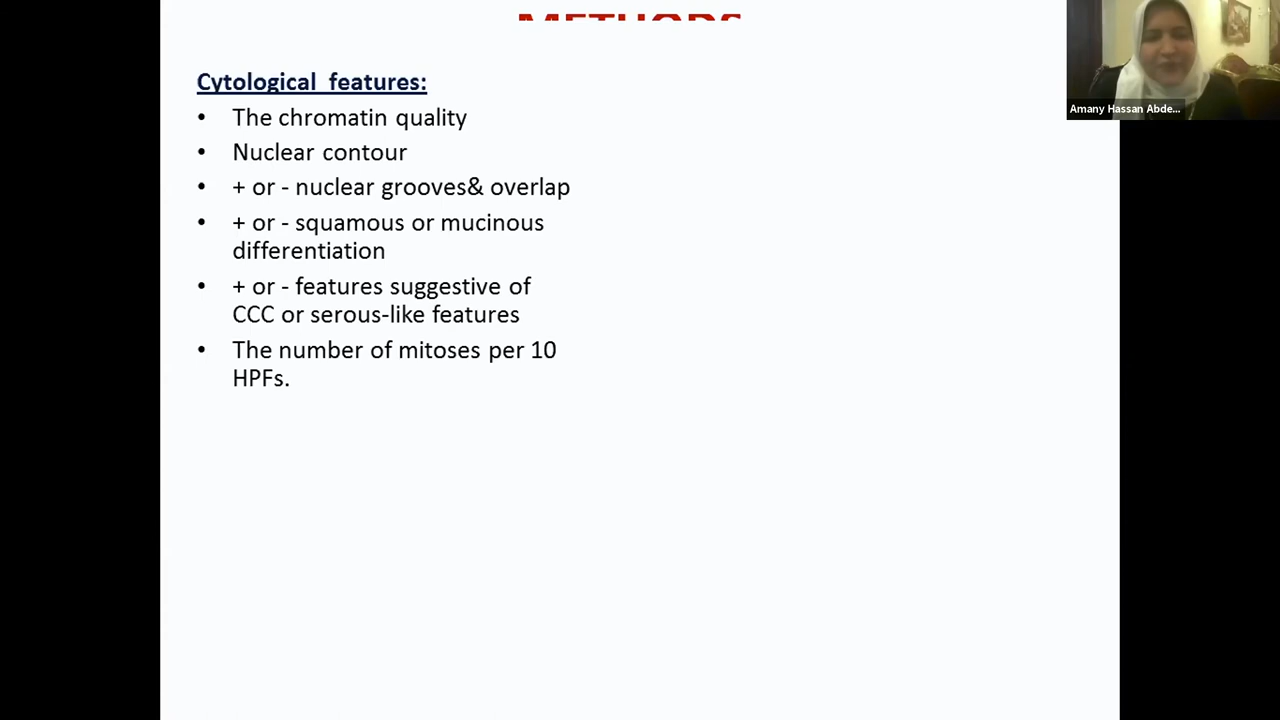 METHODS
Cytological features:
• The chromatin quality
• Nuclear contour
• + or - nuclear grooves& overlap
• + or - squamous or mucinous
differentiation
• + or - features suggestive of
CCC or serous-like features
• The number of mitoses per 10
HPFs.
Amany Hassan Abde...